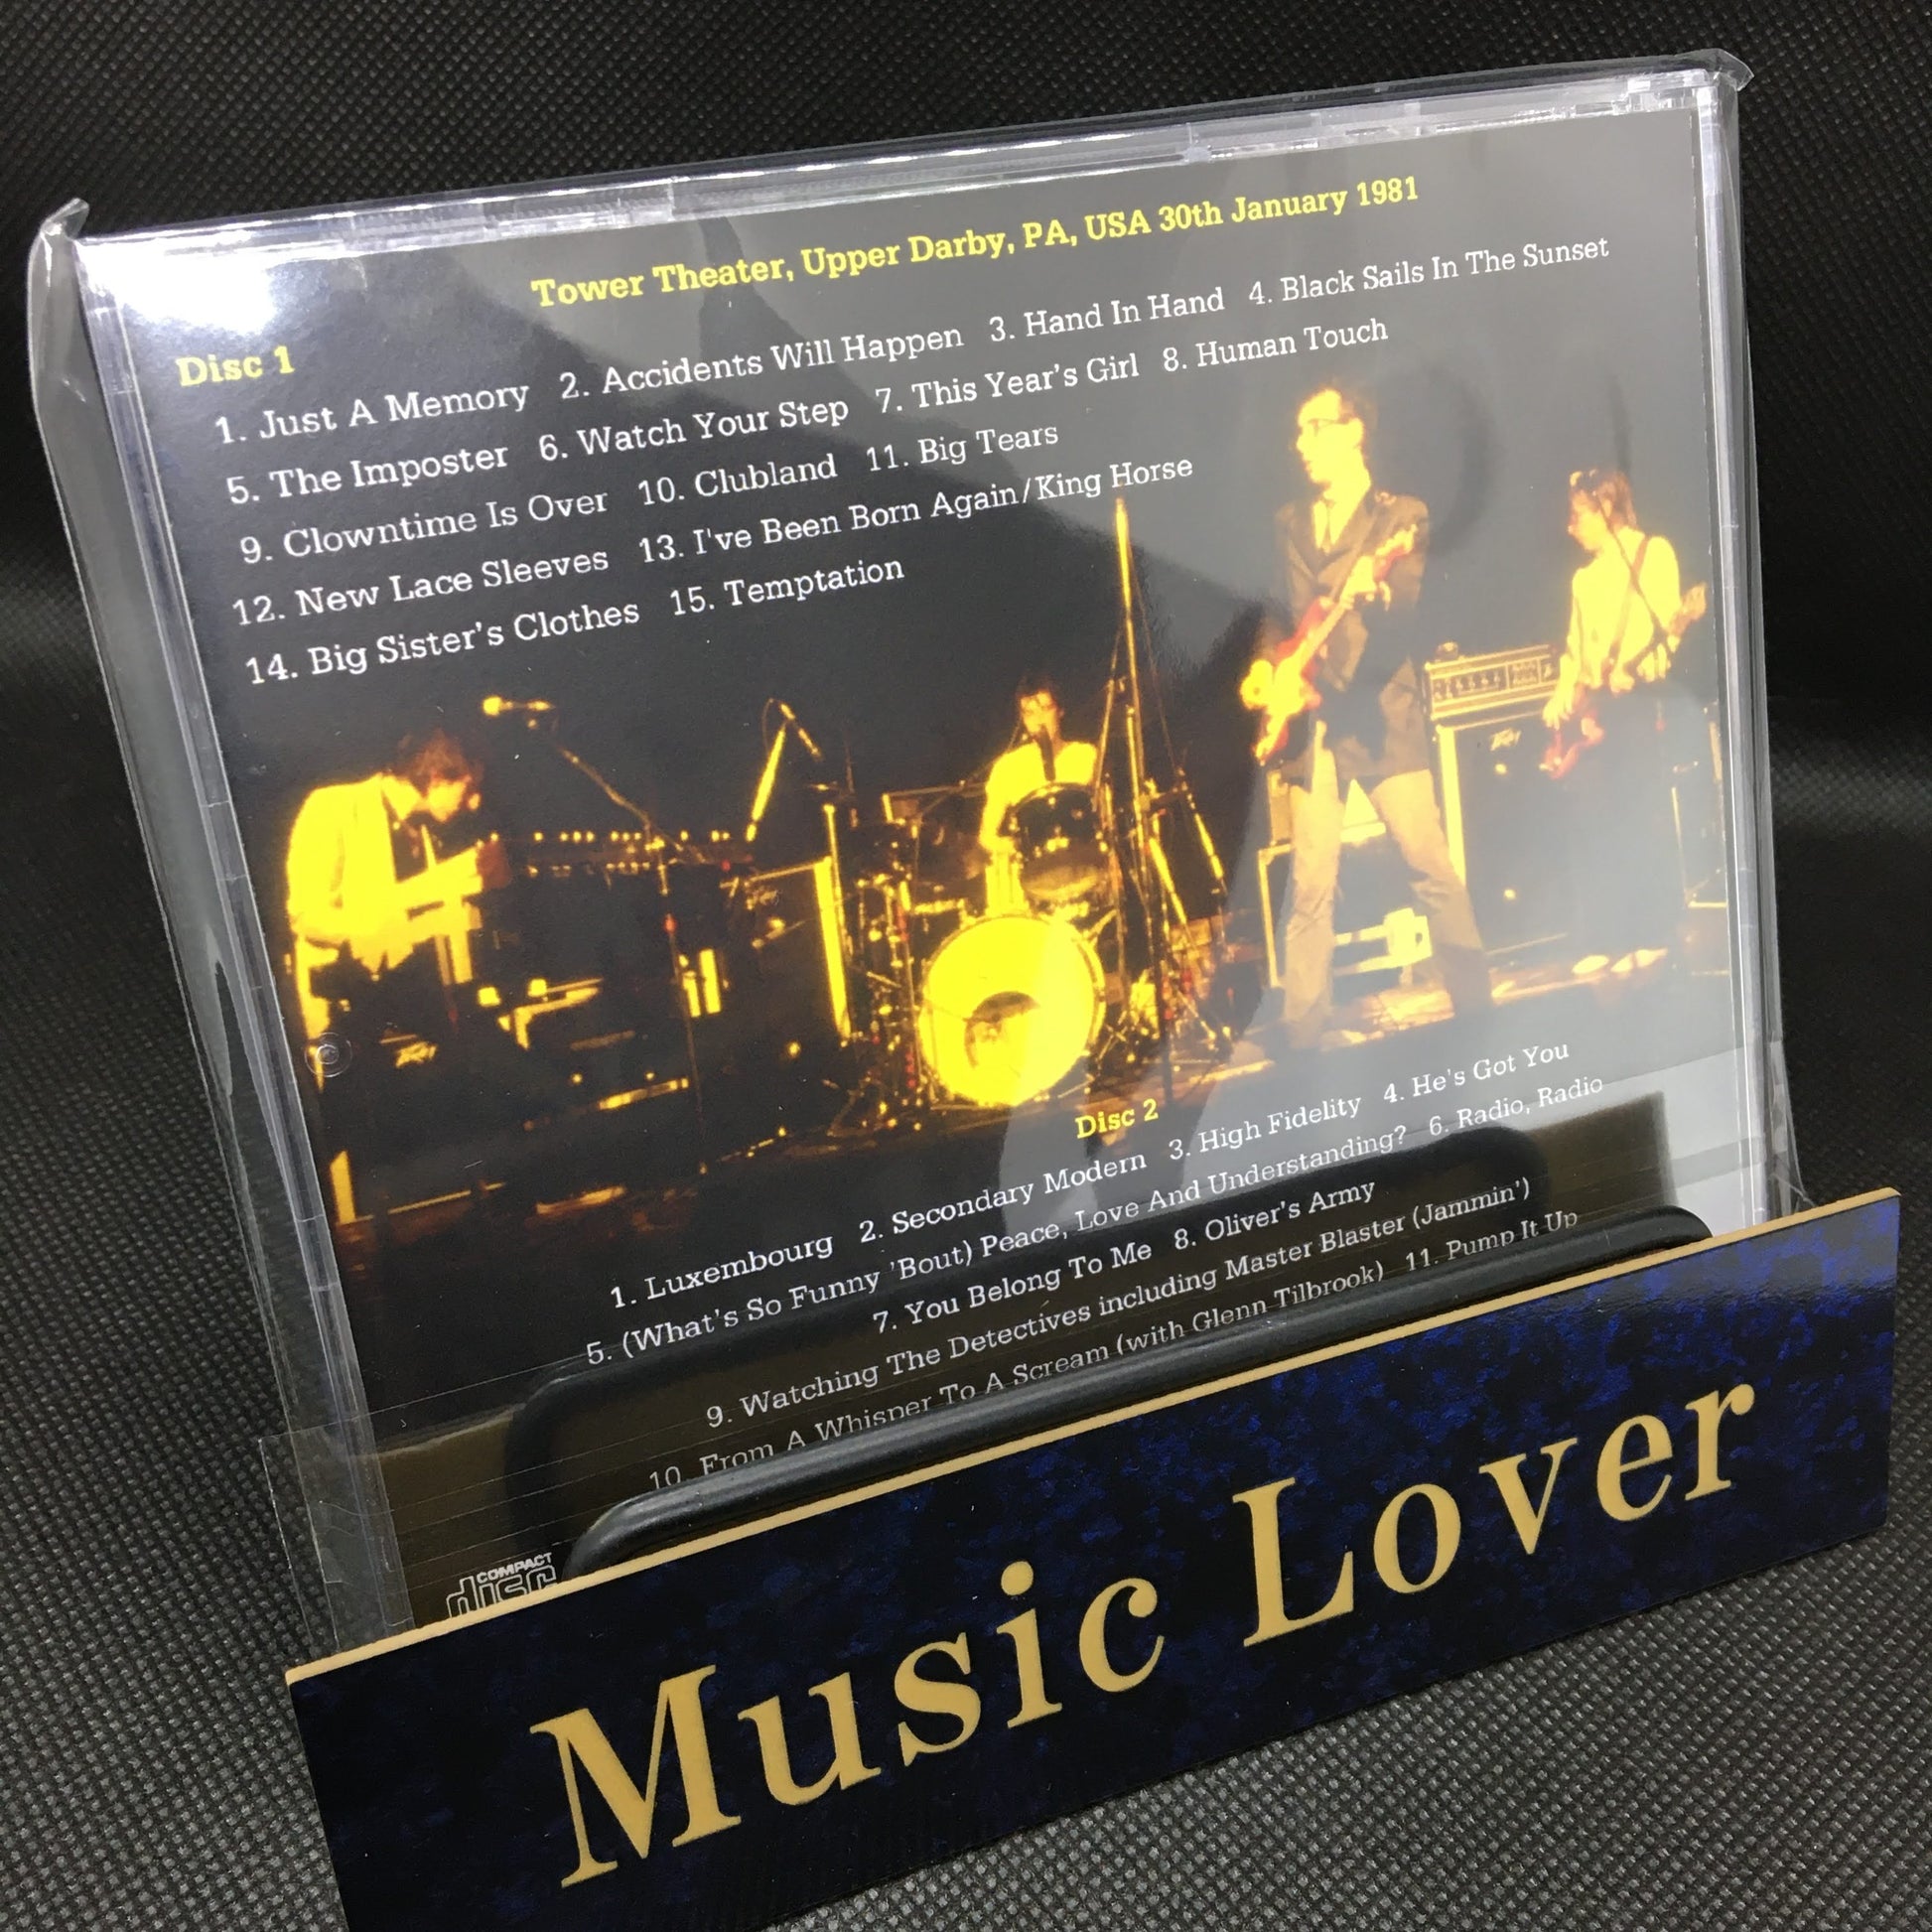 Tower Theater, Upper Darby, PA, USA 30th January 1981
Disc 1
1. Just A Memory 2. Accidents Will Happen 3. Hand In Hand 4. Black Sails In The Sunset
5. The Imposter 6. Watch Your Step 7. This Year's Girl 8. Human Touch
9. Clowntime Is Over 10. Clubland 11. Big Tears
12. New Lace Sleeves 13. I've Been Born Again/King Horse
14. Big Sister's Clothes 15. Temptation
Disc 2
1. Luxembourg 2. Secondary Modern 3. High Fidelity 4. He's Got You
5. (What's So Funny 'Bout) Peace, Love And Understanding? 6. Radio, Radio
7. You Belong To Me 8. Oliver's Army
9. Watching The Detectives including Master Blaster (Jammin')
10. From A Whisper To A Scream (with Glenn Tilbrook) 11. Pump It Up
COMPACT
disc
Music Lover